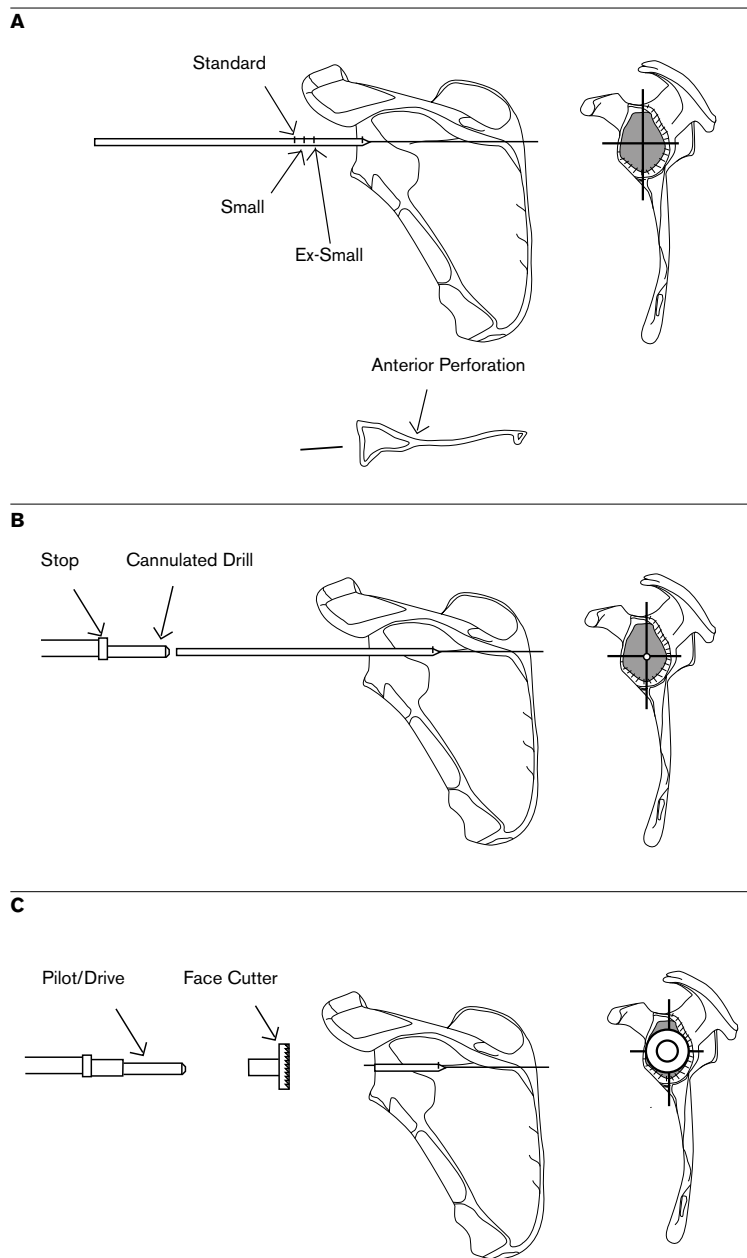 A
Standard
Small
Ex-Small
Anterior Perforation
B
Stop
Cannulated Drill
C
Pilot/Drive
Face Cutter